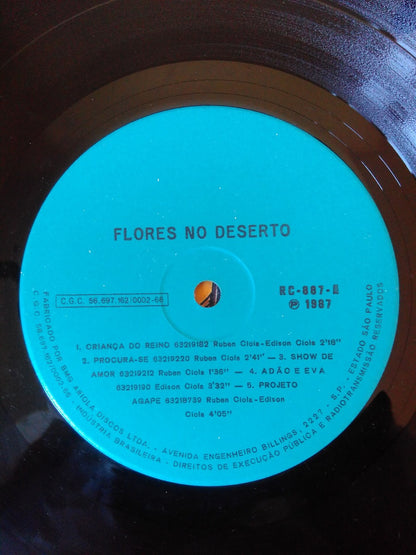 FLORES NO DESERTO
C.G.C. 56.697.162/0002-66
RC-887-
℗ 1987
1. CRIANÇA DO REINO 63219182 Ruben Ciola-Edison Ciola 2'16"
2. PROCURA-SE 63219220 Ruben Ciola 2'41" - 3. SHOW DE
AMOR 63219212 Ruben Ciola 1'36" - 4. ADÃO E EVA
63219190 Edison Ciola 3'32" - 5. PROJETO
AGAPE 63218739 Ruben Ciola-Edison
Ciola 4'05"
FABRICADO POR BMG ARIOLA DISCOS LTDA. - AVENIDA ENGENHEIRO BILLINGS, 2227 - S.P. - ESTADO SÃO PAULO
C.G.C. 56.697.162/0002-66 INDÚSTRIA BRASILEIRA - DIREITOS DE EXECUÇÃO PÚBLICA E RADIOTRANSMISSÃO RESERVADOS